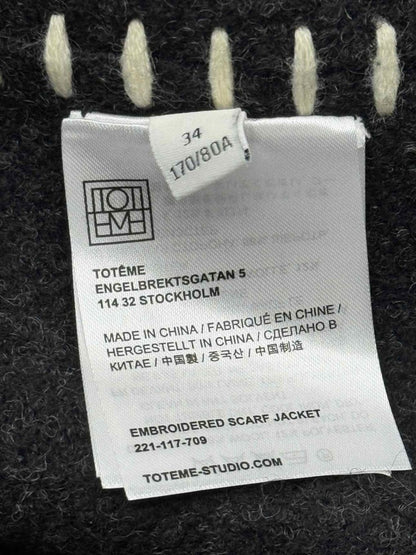 34
170/80A
TOTEME
TOTÊME
ENGELBREKTSGATAN 5
114 32 STOCKHOLM
MADE IN CHINA / FABRIQUÉ EN CHINE /
HERGESTELLT IN CHINA / СДЕЛАНО В
КИТАЕ / 中国製 / 중국산 / 中国制造
EMBROIDERED SCARF JACKET
221-117-709
TOTEME-STUDIO.COM